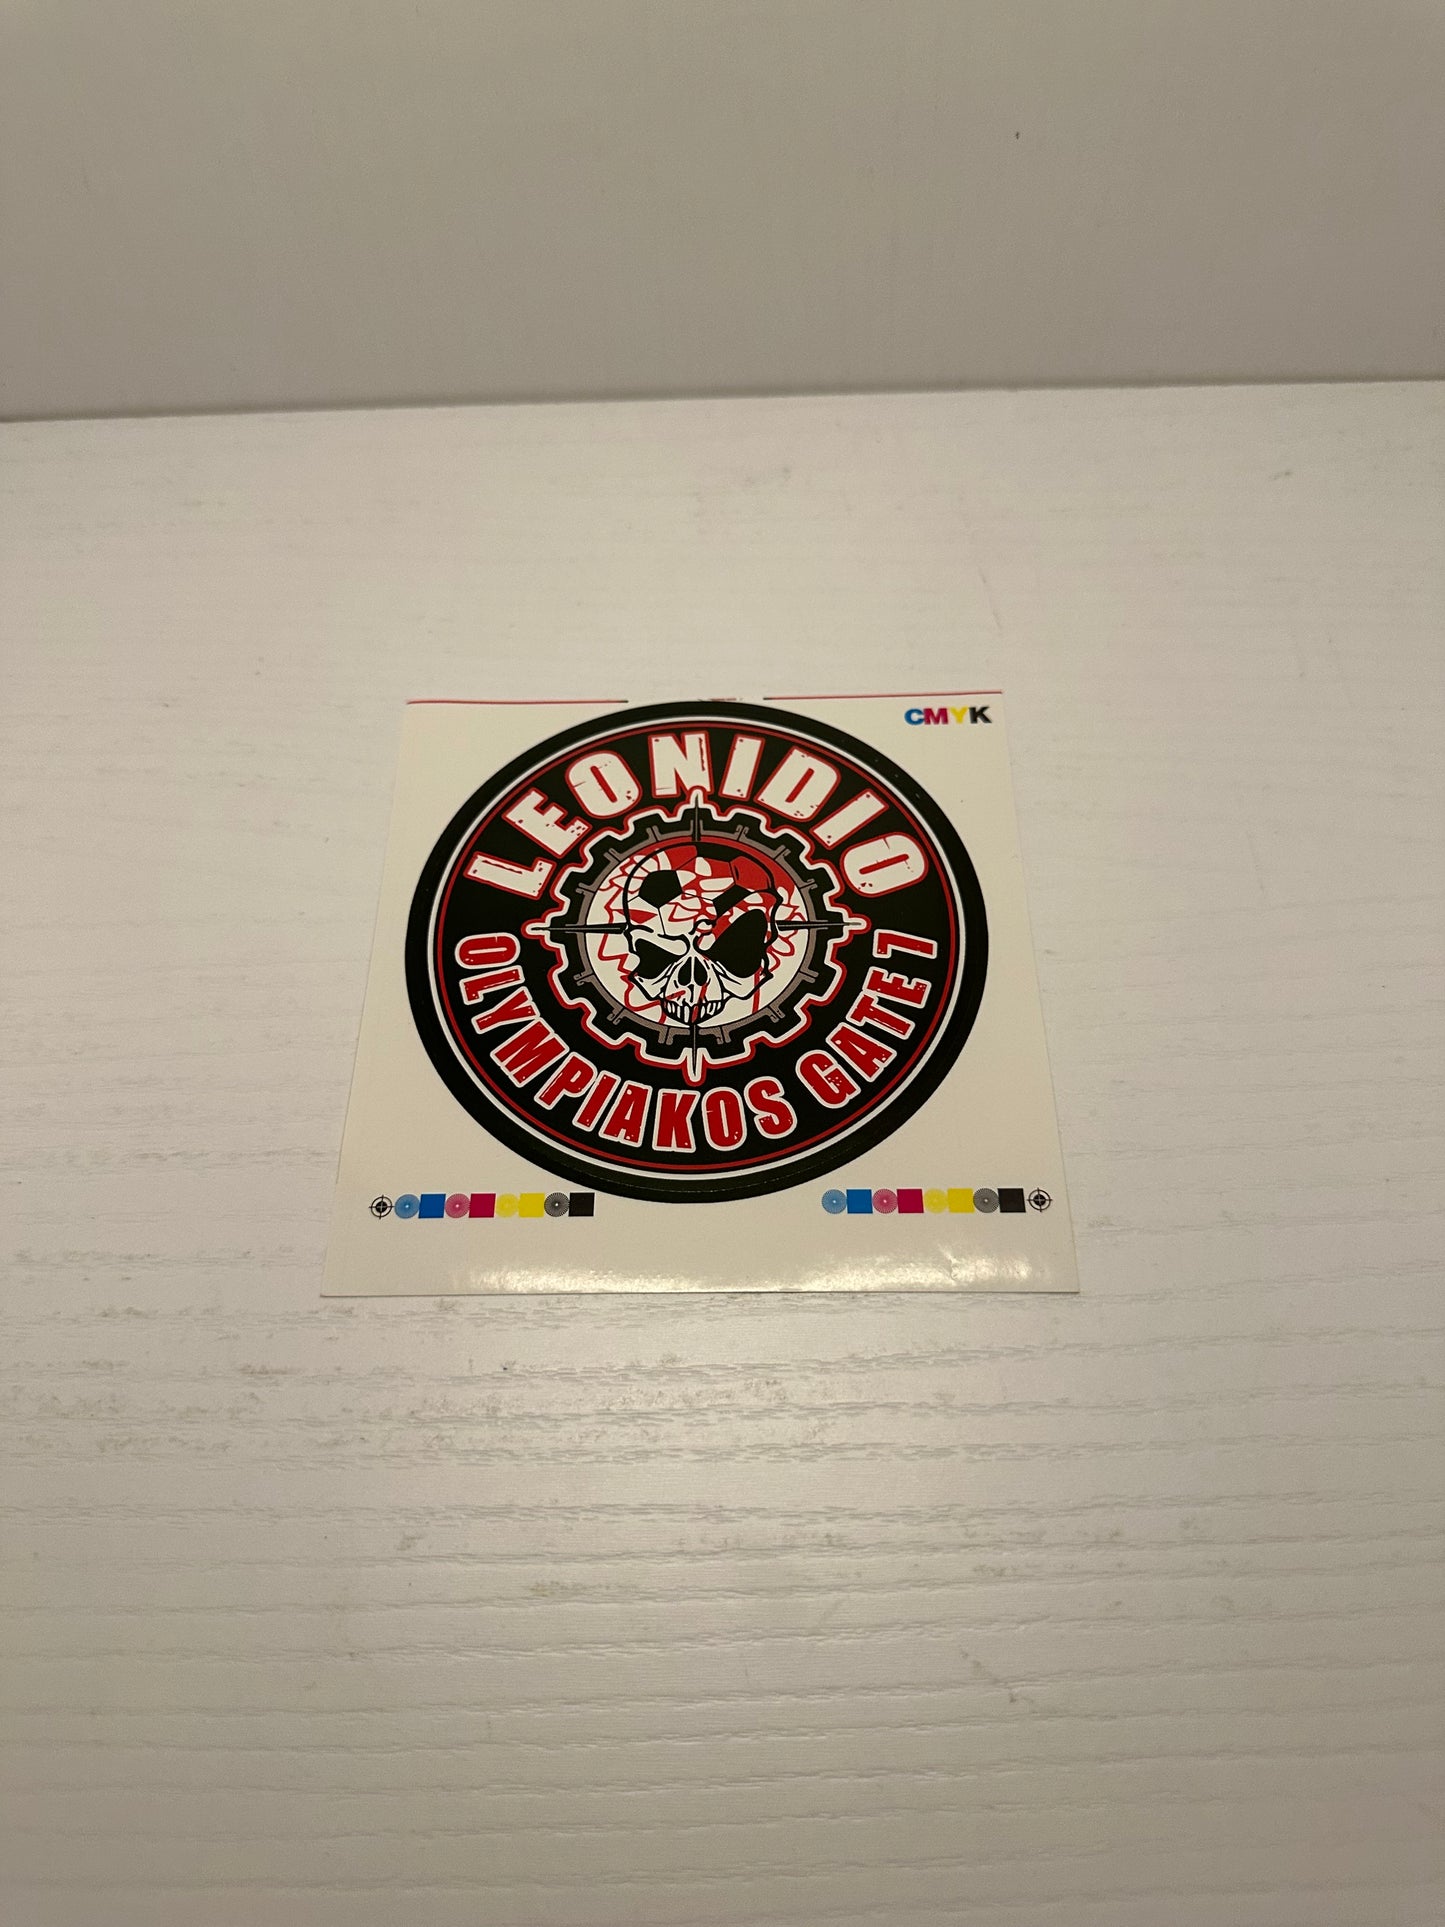 CMYK
LEONIDIO
OLYMPIAKOS GATE 7